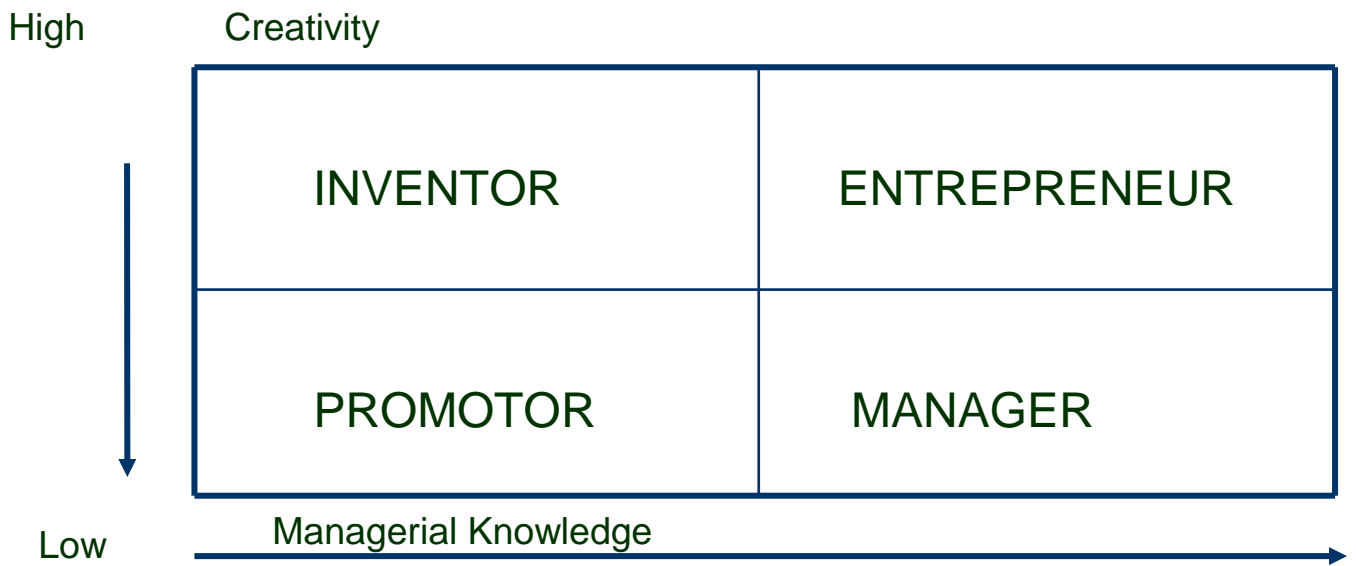 High Creativity
INVENTOR ENTREPRENEUR
PROMOTOR MANAGER
Managerial Knowledge
Low